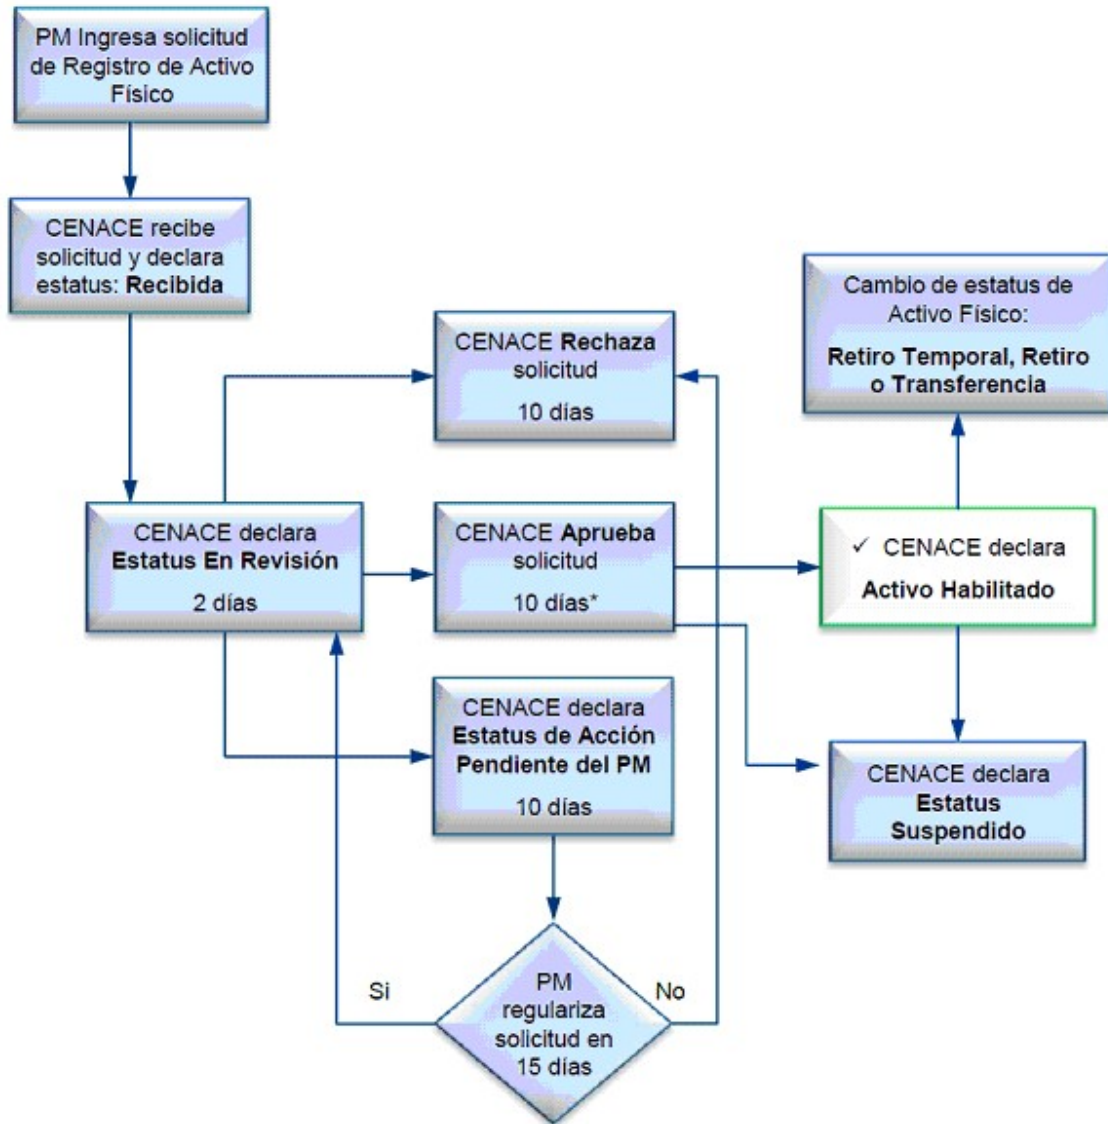 PM Ingresa solicitud
de Registro de Activo
Físico
CENACE recibe
solicitud y declara
estatus: Recibida
CENACE Rechaza
solicitud
10 días
Cambio de estatus de
Activo Físico:
Retiro Temporal, Retiro
o Transferencia
CENACE declara
Estatus En Revisión
2 días
CENACE Aprueba
solicitud
10 días*
✓ CENACE declara
Activo Habilitado
CENACE declara
Estatus de Acción
Pendiente del PM
10 días
CENACE declara
Estatus
Suspendido
Si
PM
regulariza
solicitud en
15 días
No